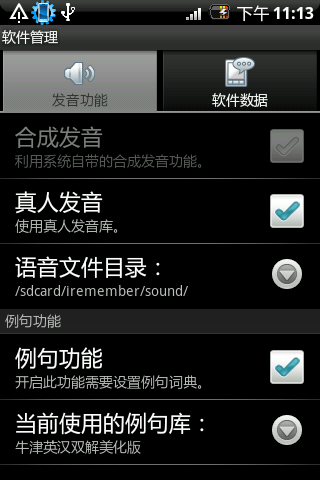 下午 11:13
软件管理
发音功能
软件数据
合成发音
利用系统自带的合成发音功能。
真人发音
使用真人发音库。
语音文件目录：
/sdcard/iremember/sound/
例句功能
例句功能
开启此功能需要设置例句词典。
当前使用的例句库：
牛津英汉双解美化版